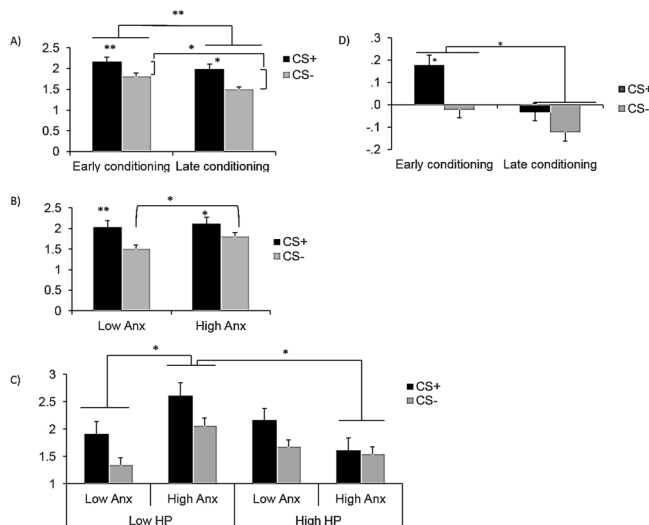 A)
**
2.5
**
*
*
CS+
2
CS-
1.5
1
0.5
0
Early conditioning
Late conditioning
D)
.3
*
.2
*
.1
CS+
.0
CS-
-.1
-.2
Early conditioning
Late conditioning
B)
2.5
**
*
*
2
CS+
1.5
CS-
1
0.5
0
Low Anx
High Anx
C)
*
*
3
CS+
2.5
CS-
2
1.5
1
Low Anx
High Anx
Low Anx
High Anx
Low HP
High HP